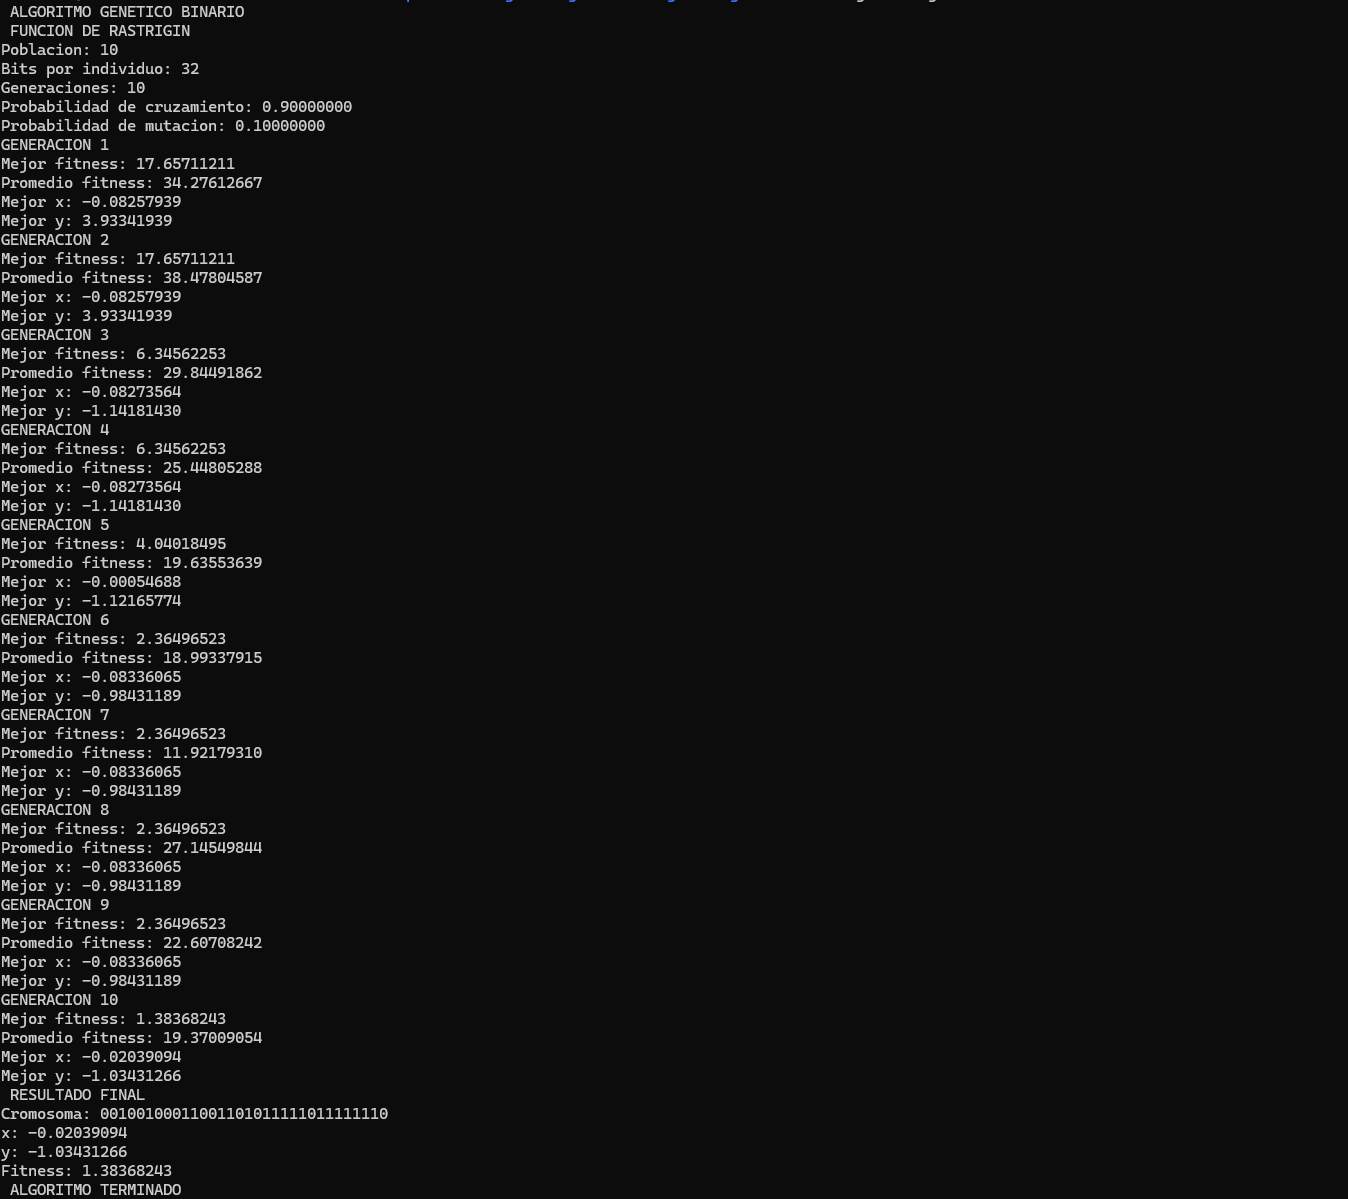 ALGORITMO GENETICO BINARIO
FUNCION DE RASTRIGIN
Poblacion: 10
Bits por individuo: 32
Generaciones: 10
Probabilidad de cruzamiento: 0.90000000
Probabilidad de mutacion: 0.10000000
GENERACION 1
Mejor fitness: 17.65711211
Promedio fitness: 34.27612667
Mejor x: -0.08257939
Mejor y: 3.93341939
GENERACION 2
Mejor fitness: 17.65711211
Promedio fitness: 38.47804587
Mejor x: -0.08257939
Mejor y: 3.93341939
GENERACION 3
Mejor fitness: 6.34562253
Promedio fitness: 29.84491862
Mejor x: -0.08273564
Mejor y: -1.14181430
GENERACION 4
Mejor fitness: 6.34562253
Promedio fitness: 25.44805288
Mejor x: -0.08273564
Mejor y: -1.14181430
GENERACION 5
Mejor fitness: 4.04018495
Promedio fitness: 19.63553639
Mejor x: -0.00054688
Mejor y: -1.12165774
GENERACION 6
Mejor fitness: 2.36496523
Promedio fitness: 18.99337915
Mejor x: -0.08336065
Mejor y: -0.98431189
GENERACION 7
Mejor fitness: 2.36496523
Promedio fitness: 11.92179310
Mejor x: -0.08336065
Mejor y: -0.98431189
GENERACION 8
Mejor fitness: 2.36496523
Promedio fitness: 27.14549844
Mejor x: -0.08336065
Mejor y: -0.98431189
GENERACION 9
Mejor fitness: 2.36496523
Promedio fitness: 22.60708242
Mejor x: -0.08336065
Mejor y: -0.98431189
GENERACION 10
Mejor fitness: 1.38368243
Promedio fitness: 19.37009054
Mejor x: -0.02039094
Mejor y: -1.03431266
RESULTADO FINAL
Cromosoma: 00100100011001101011111011111110
x: -0.02039094
y: -1.03431266
Fitness: 1.38368243
ALGORITMO TERMINADO